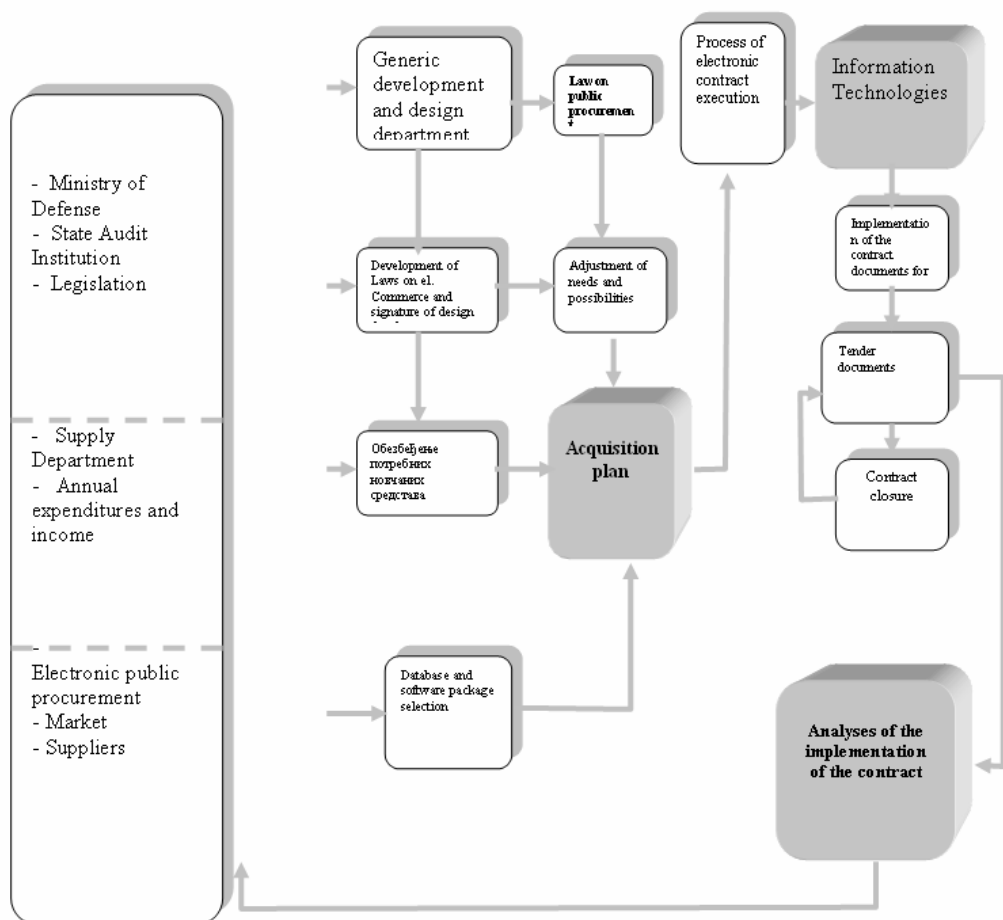 - Ministry of
Defense
- State Audit
Institution
- Legislation
- Supply
Department
- Annual
expenditures and
income
-
Electronic public
procurement
- Market
- Suppliers
Generic
development
and design
department
Law on
public
procuremen
Development of
Laws on el.
Commerce and
signature of design
Adjustment of
needs and
possibilities
Обезбеђење
потребних
новчаних
средстава
Acquisition
plan
Database and
software package
selection
Process of
electronic
contract
execution
Information
Technologies
Implementatio
n of the
contract
documents for
Tender
documents
Contract
closure
Analyses of the
implementation
of the contract